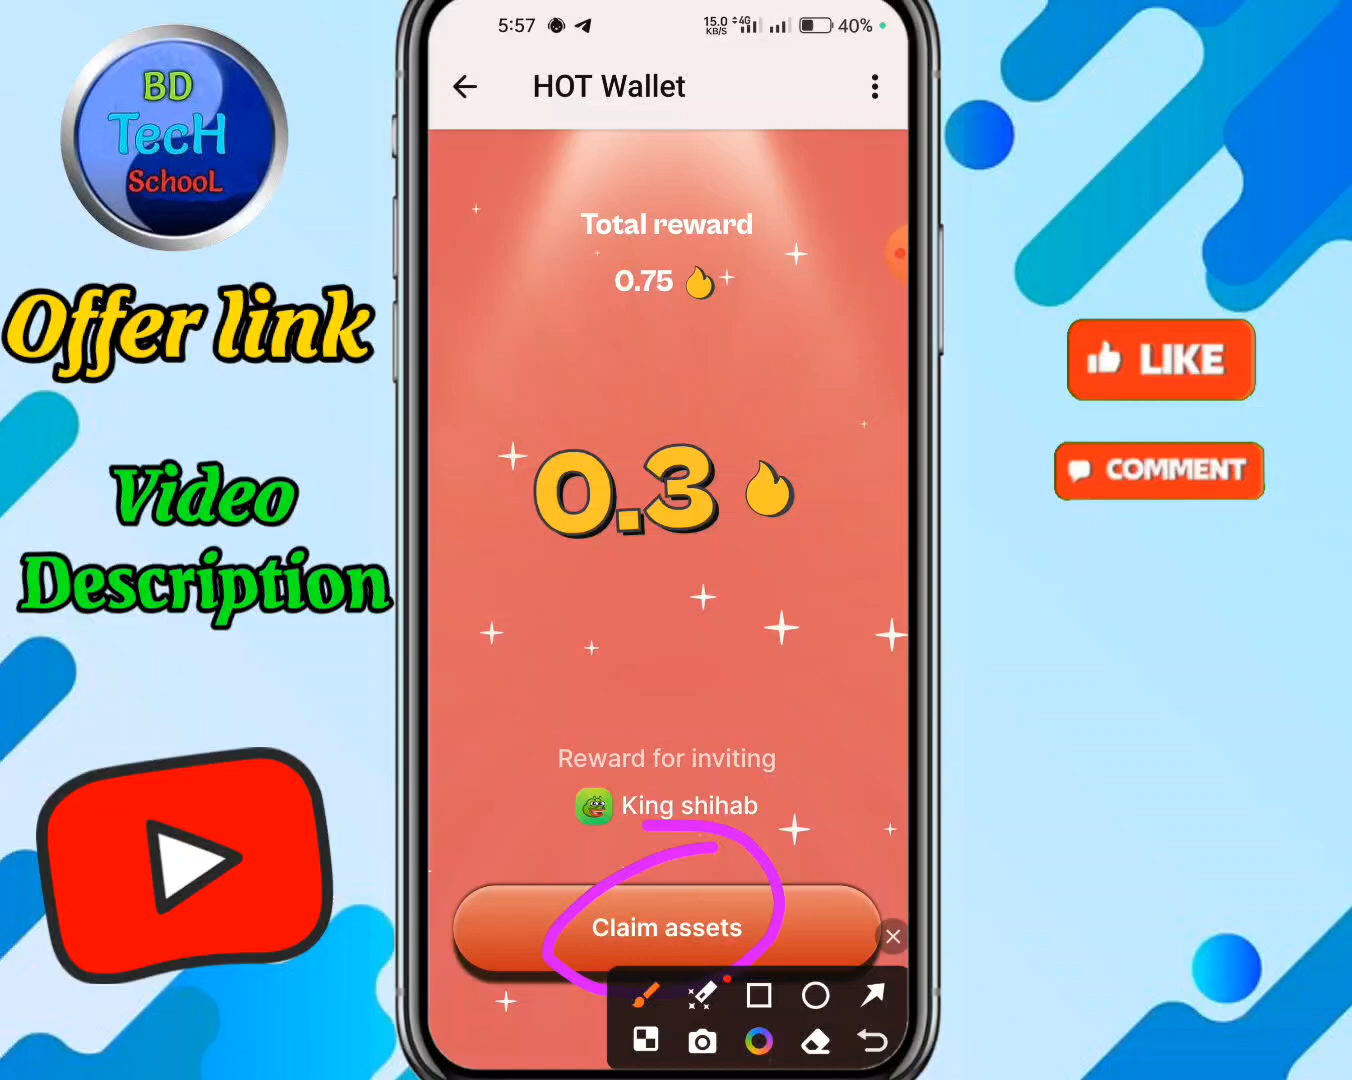 BD
TecH
SchooL
Offer link
Video
Description
5:57
15.0
KB/S
4G
40%
HOT Wallet
Total reward
0.75
0.3
Reward for inviting
King shihab
Claim assets
LIKE
COMMENT